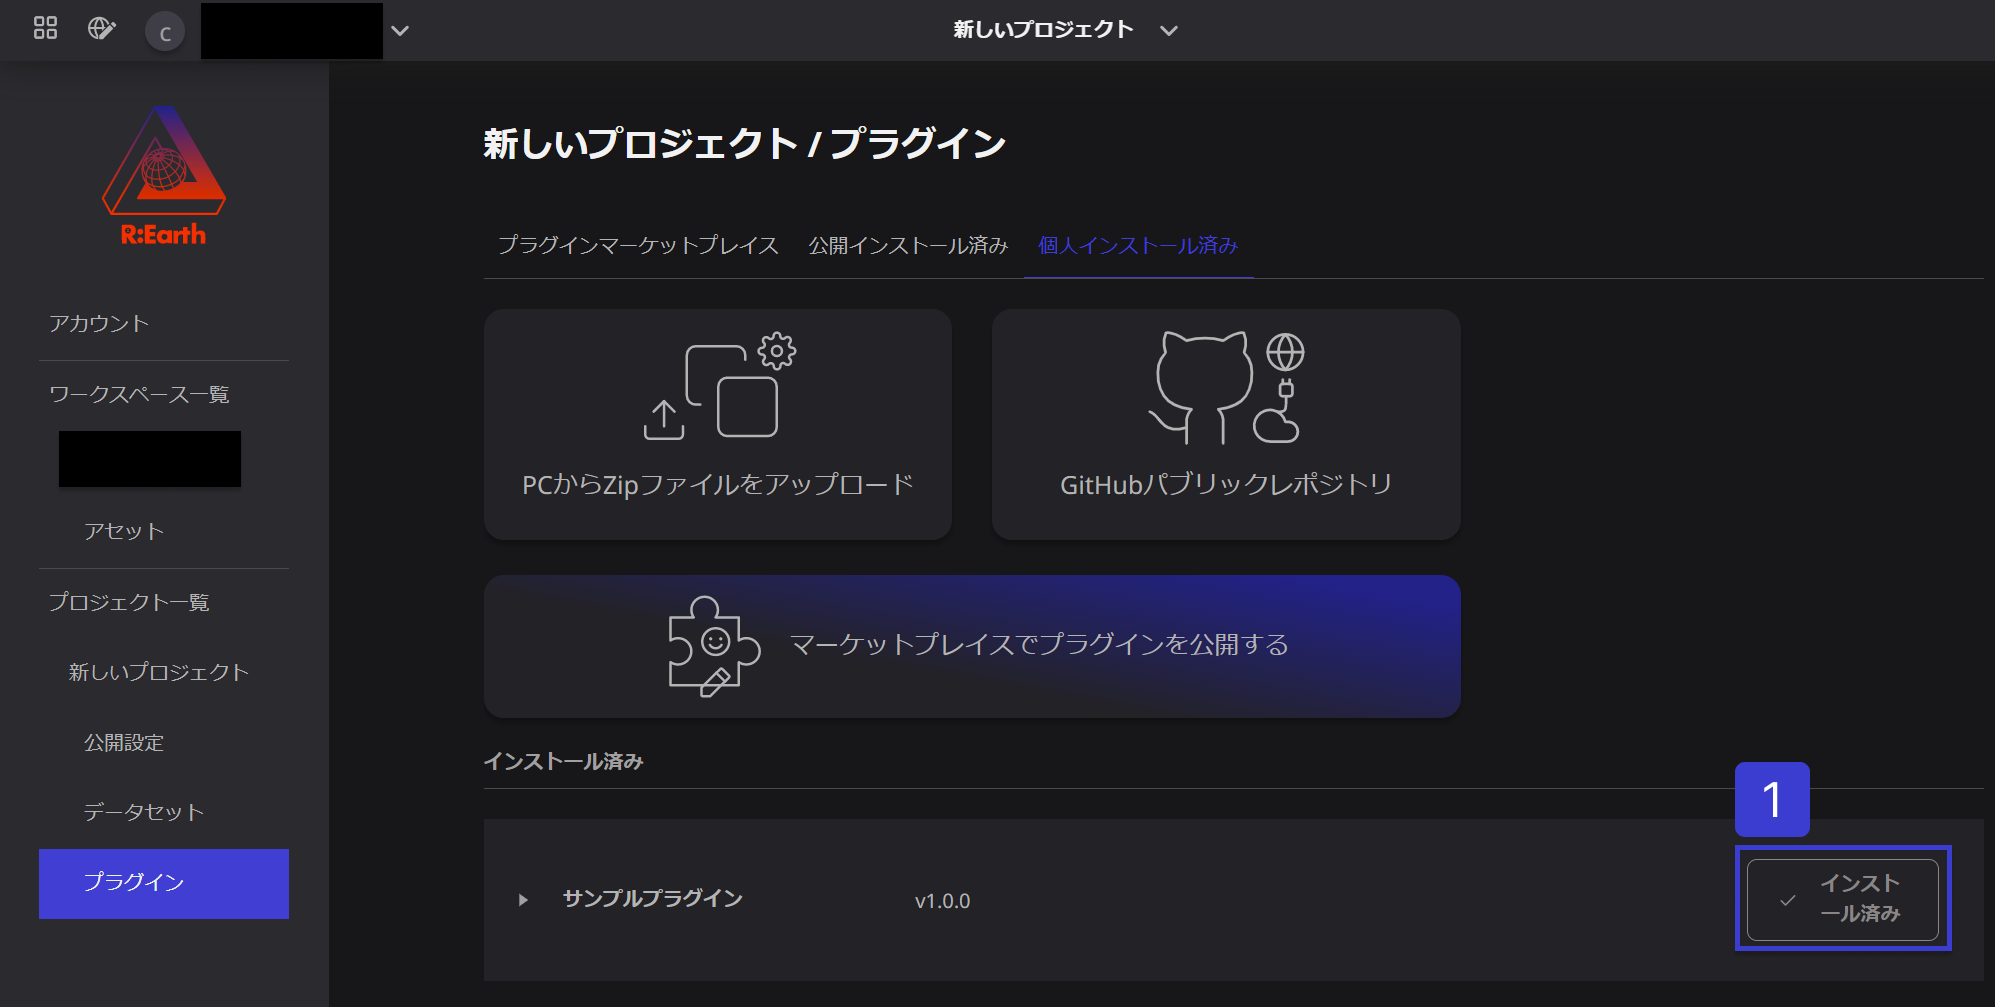 C
新しいプロジェクト
R:Earth
アカウント
ワークスペース一覧
アセット
プロジェクト一覧
新しいプロジェクト
公開設定
データセット
プラグイン
新しいプロジェクト / プラグイン
プラグインマーケットプレイス
公開インストール済み
個人インストール済み
PCからZipファイルをアップロード
GitHubパブリックレポジトリ
マーケットプレイスでプラグインを公開する
インストール済み
サンプルプラグイン
v1.0.0
1
インスト
ール済み